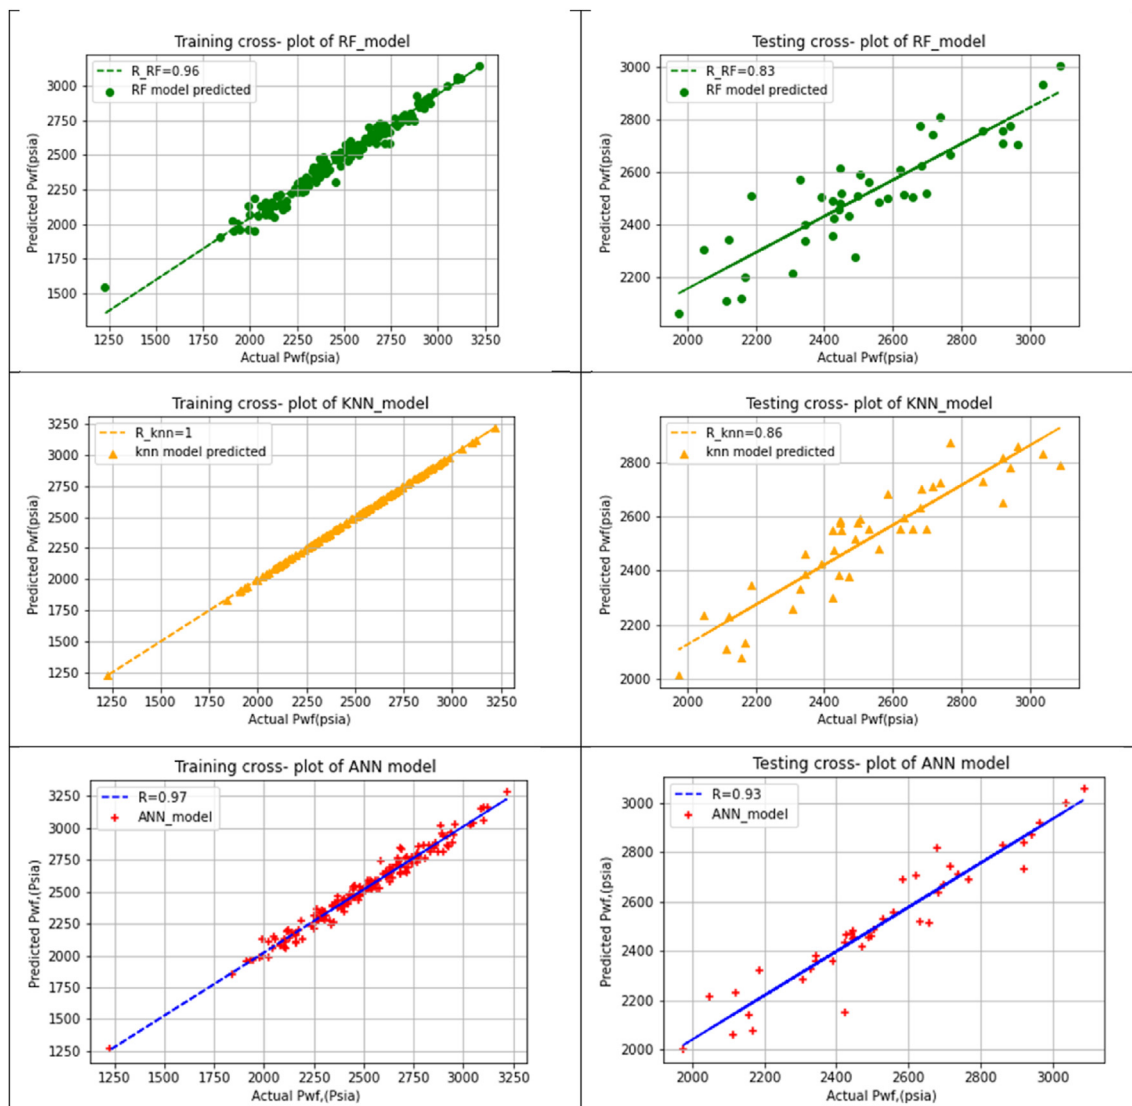 Training cross- plot of RF_model
R_RF=0.96
RF model predicted
3000
2750
2500
2250
2000
1750
1500
Predicted Pwf(psia)
1250 1500 1750 2000 2250 2500 2750 3000 3250
Actual Pwf(psia)
Testing cross- plot of RF_model
R_RF=0.83
RF model predicted
3000
2800
2600
2400
2200
Predicted Pwf(psia)
2000 2200 2400 2600 2800 3000
Actual Pwf(psia)
Training cross- plot of KNN_model
R_knn=1
knn model predicted
3250
3000
2750
2500
2250
2000
1750
1500
1250
Predicted Pwf(psia)
1250 1500 1750 2000 2250 2500 2750 3000 3250
Actual Pwf(psia)
Testing cross- plot of KNN_model
R_knn=0.86
knn model predicted
2800
2600
2400
2200
2000
Predicted Pwf(psia)
2000 2200 2400 2600 2800 3000
Actual Pwf(psia)
Training cross- plot of ANN model
R=0.97
ANN_model
3250
3000
2750
2500
2250
2000
1750
1500
1250
Predicted Pwf,(Psia)
1250 1500 1750 2000 2250 2500 2750 3000 3250
Actual Pwf,(Psia)
Testing cross- plot of ANN model
R=0.93
ANN_model
3000
2800
2600
2400
2200
2000
Predicted Pwf,(psia)
2000 2200 2400 2600 2800 3000
Actual Pwf,(psia)